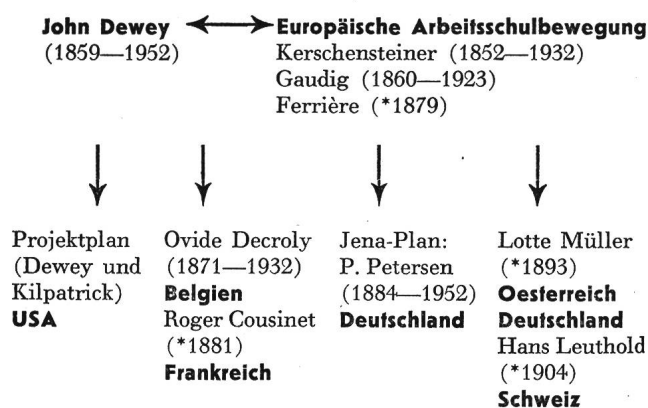 John Dewey
(1859—1952)
Europäische Arbeitsschulbewegung
Kerschensteiner (1852—1932)
Gaudig (1860—1923)
Ferrière (*1879)
Projektplan
(Dewey und
Kilpatrick)
USA
Ovide Decroly
(1871—1932)
Belgien
Roger Cousinet
(*1881)
Frankreich
Jena-Plan:
P. Petersen
(1884—1952)
Deutschland
Lotte Müller
(*1893)
Oesterreich
Deutschland
Hans Leuthold
(*1904)
Schweiz